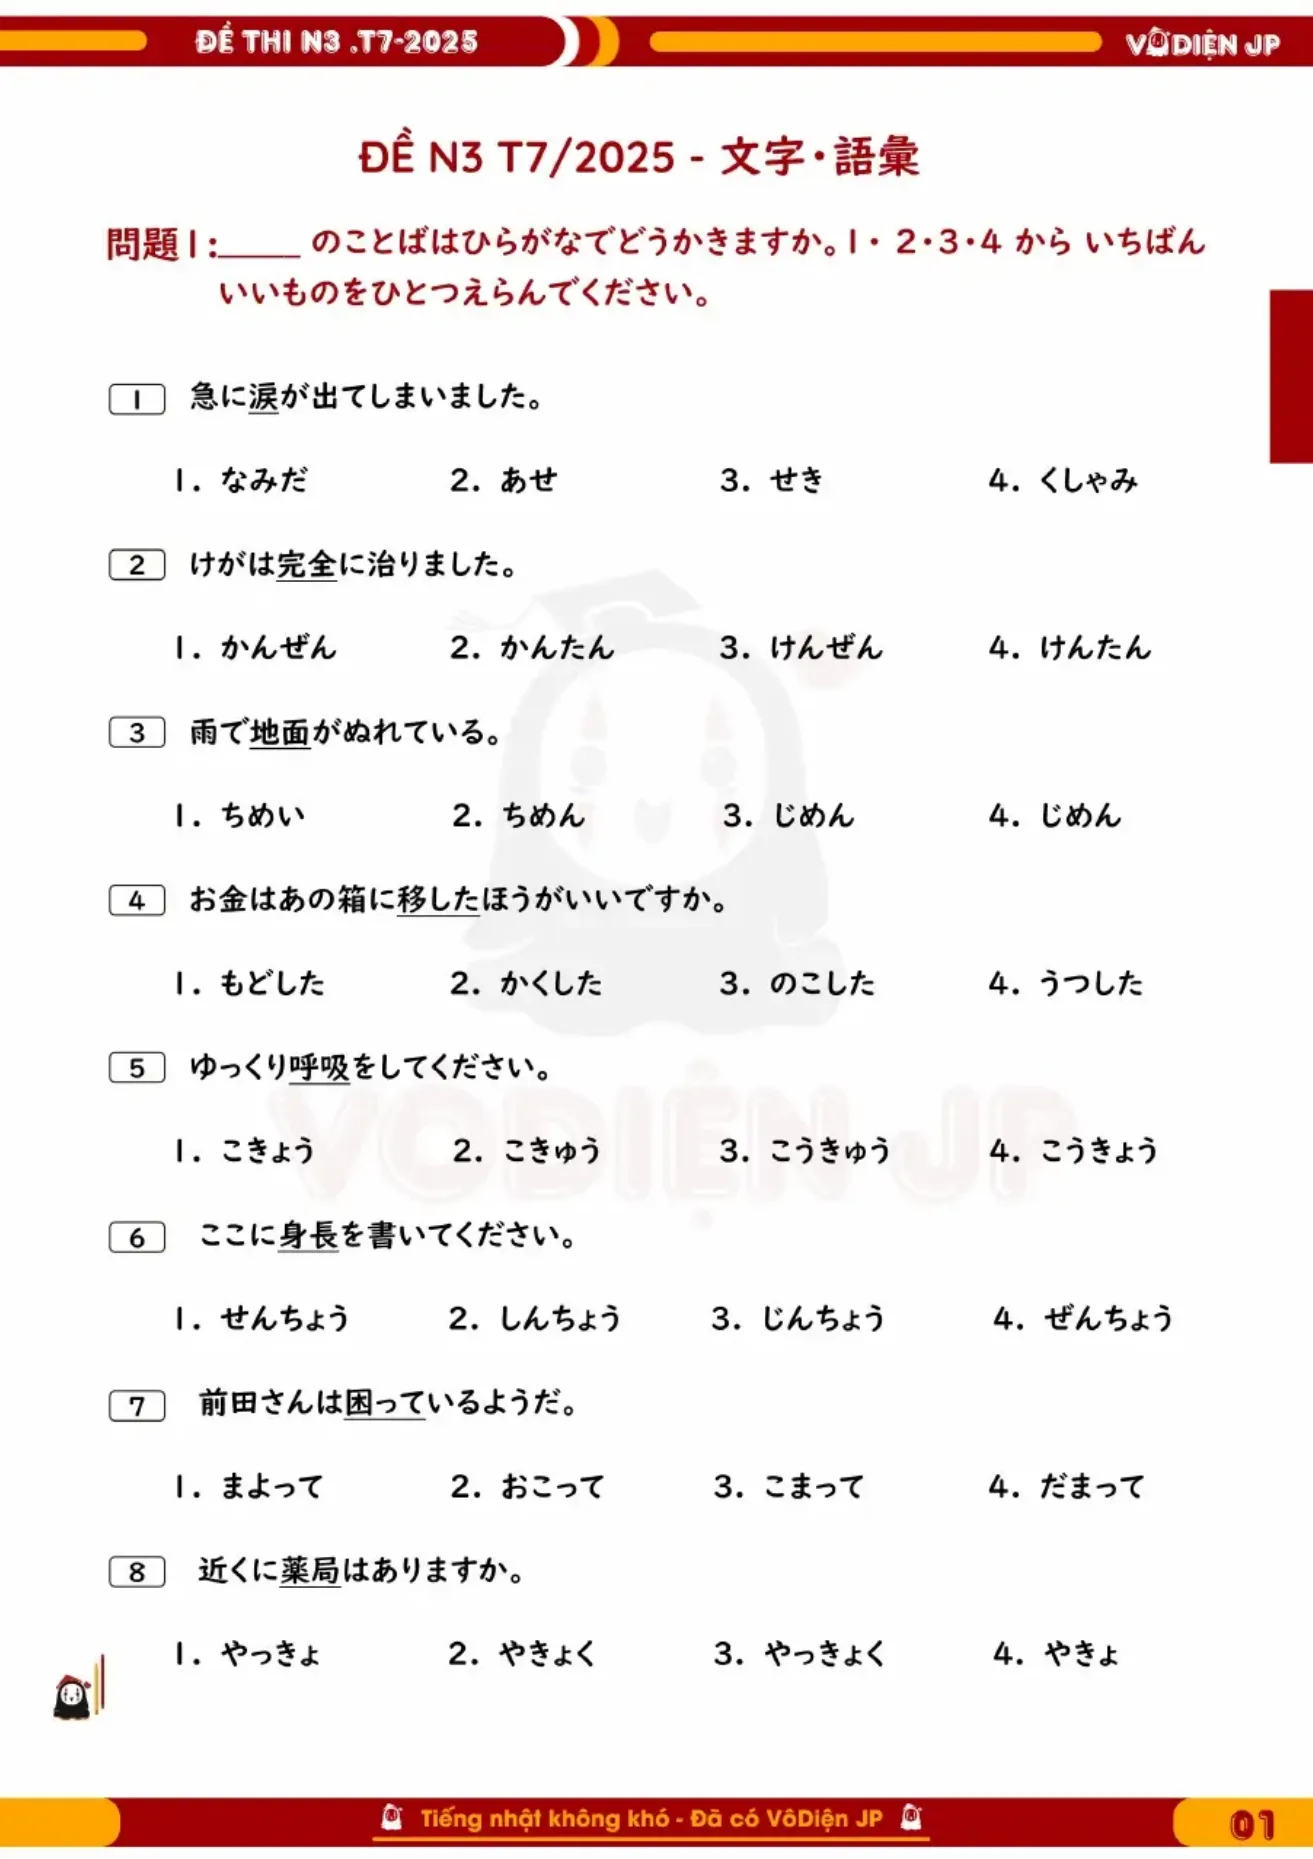 ĐỀ THI N3 .T7-2025
VÔDIỆN JP
ĐỀ N3 T7/2025 - 文字・語彙
問題1:____ のことばはひらがなでどうかきますか。1・ 2・3・4 から いちばん
いいものをひとつえらんでください。
1 急に涙が出てしまいました。
1. なみだ 2. あせ 3. せき 4. くしゃみ
2 けがは完全に治りました。
1. かんぜん 2. かんたん 3. けんぜん 4. けんたん
3 雨で地面がぬれている。
1. ちめい 2. ちめん 3. じめん 4. じめん
4 お金はあの箱に移したほうがいいですか。
1. もどした 2. かくした 3. のこした 4. うつした
5 ゆっくり呼吸をしてください。
1. こきょう 2. こきゅう 3. こうきゅう 4. こうきょう
VÔDIỆN JP
6 ここに身長を書いてください。
1. せんちょう 2. しんちょう 3. じんちょう 4. ぜんちょう
7 前田さんは困っているようだ。
1. まよって 2. おこって 3. こまって 4. だまって
8 近くに薬局はありますか。
1. やっきょ 2. やきょく 3. やっきょく 4. やきょ
Tiếng nhật không khó - Đã có VôDiện JP
01